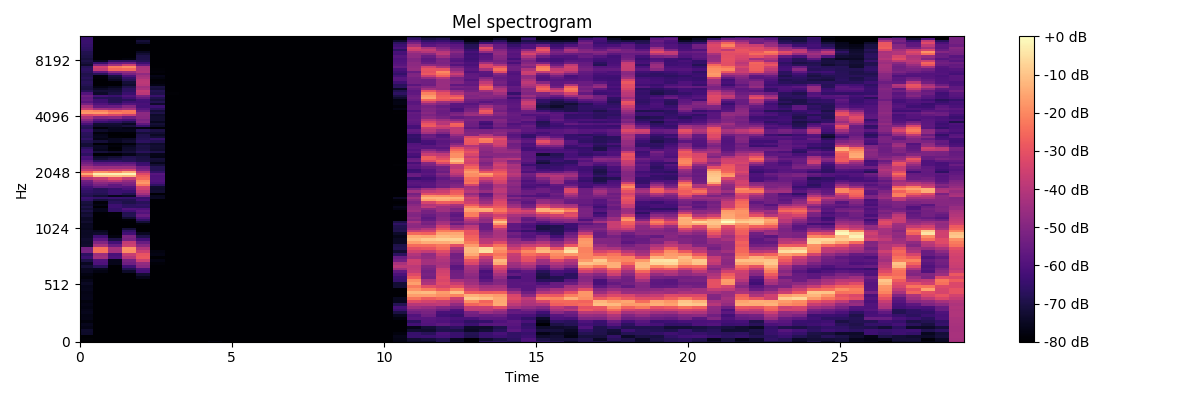 Mel spectrogram
Hz
8192
4096
2048
1024
512
0
0 5 10 15 20 25
Time
+0 dB
-10 dB
-20 dB
-30 dB
-40 dB
-50 dB
-60 dB
-70 dB
-80 dB